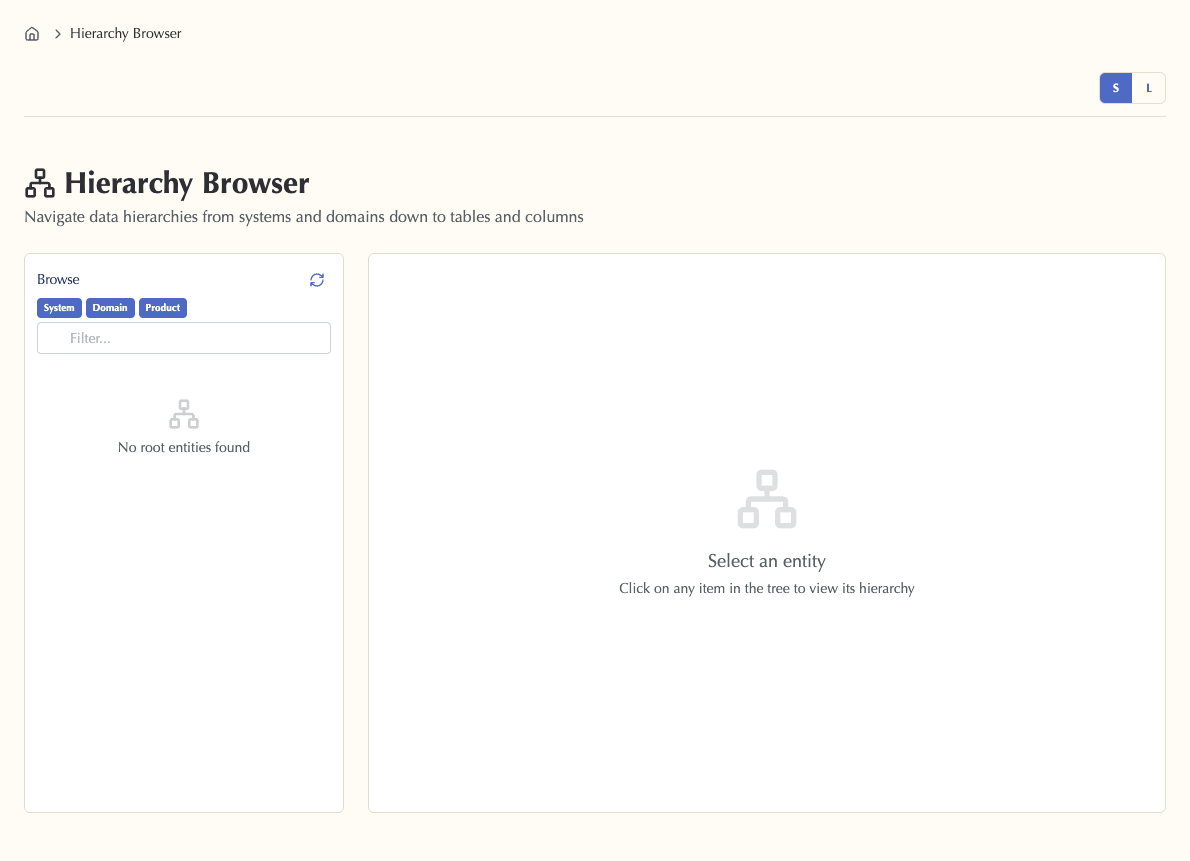 Hierarchy Browser
S L
Hierarchy Browser
Navigate data hierarchies from systems and domains down to tables and columns
Browse
System Domain Product
Filter...
No root entities found
Select an entity
Click on any item in the tree to view its hierarchy